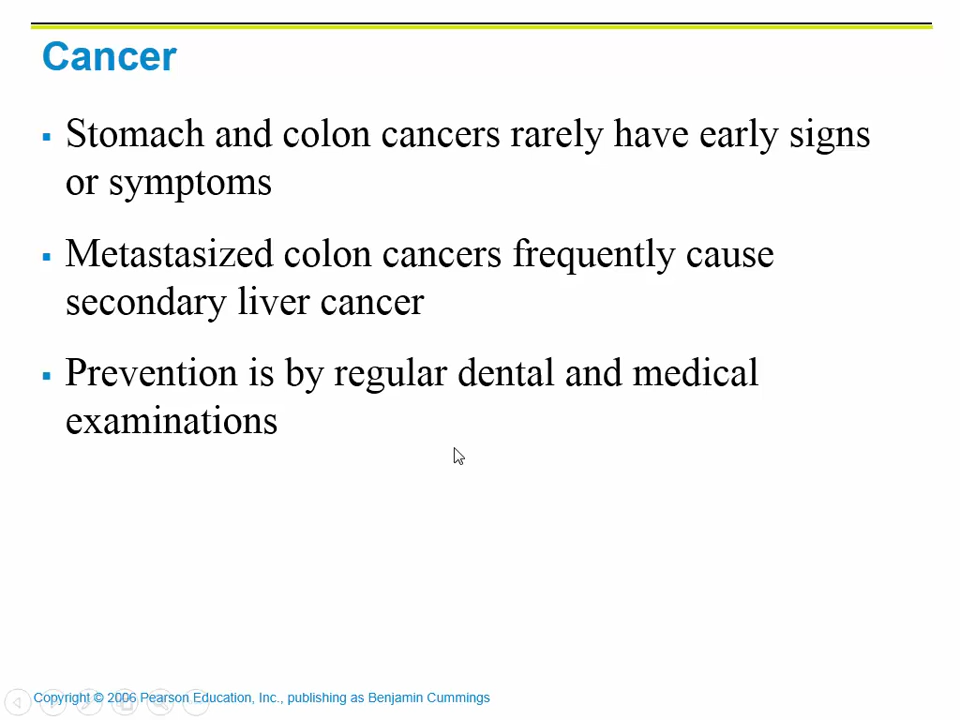 Cancer
Stomach and colon cancers rarely have early signs
or symptoms
Metastasized colon cancers frequently cause
secondary liver cancer
Prevention is by regular dental and medical
examinations
Copyright © 2006 Pearson Education, Inc., publishing as Benjamin Cummings